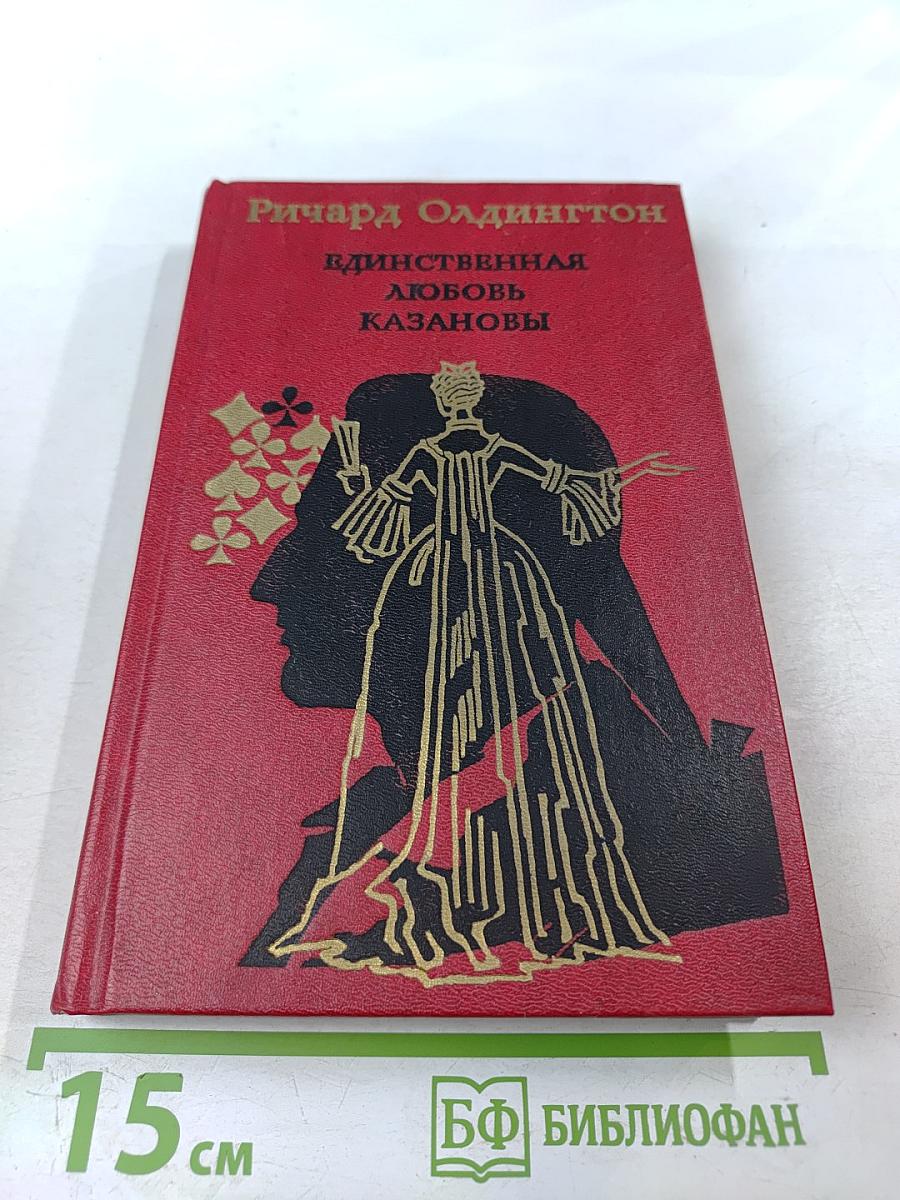 Ричард Олдингтон
ЕДИНСТВЕННАЯ
ЛЮБОВЬ
КАЗАНОВЫ
15 см
БФ БИБЛИОФАН